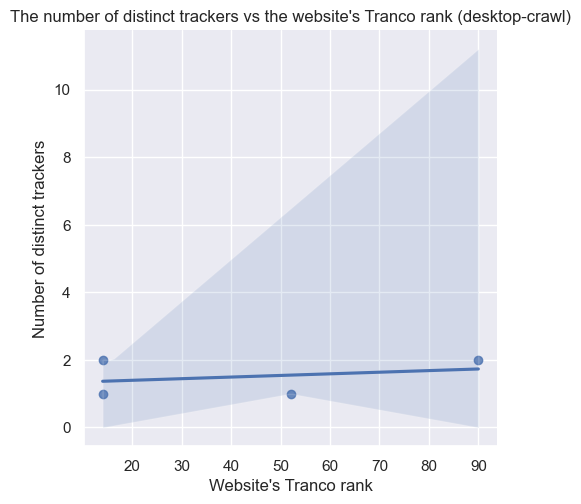 The number of distinct trackers vs the website's Tranco rank (desktop-crawl)
Number of distinct trackers
10
8
6
4
2
0
20 30 40 50 60 70 80 90
Website's Tranco rank